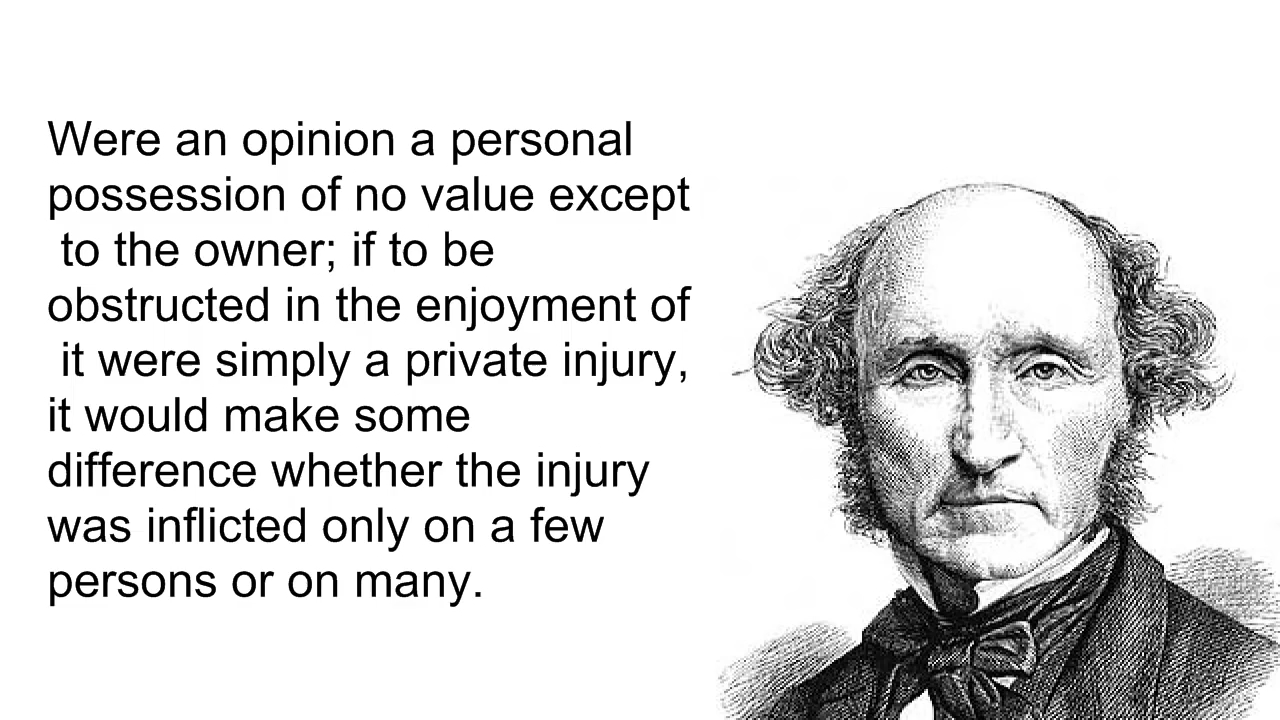 Were an opinion a personal
possession of no value except
to the owner; if to be
obstructed in the enjoyment of
it were simply a private injury,
it would make some
difference whether the injury
was inflicted only on a few
persons or on many.